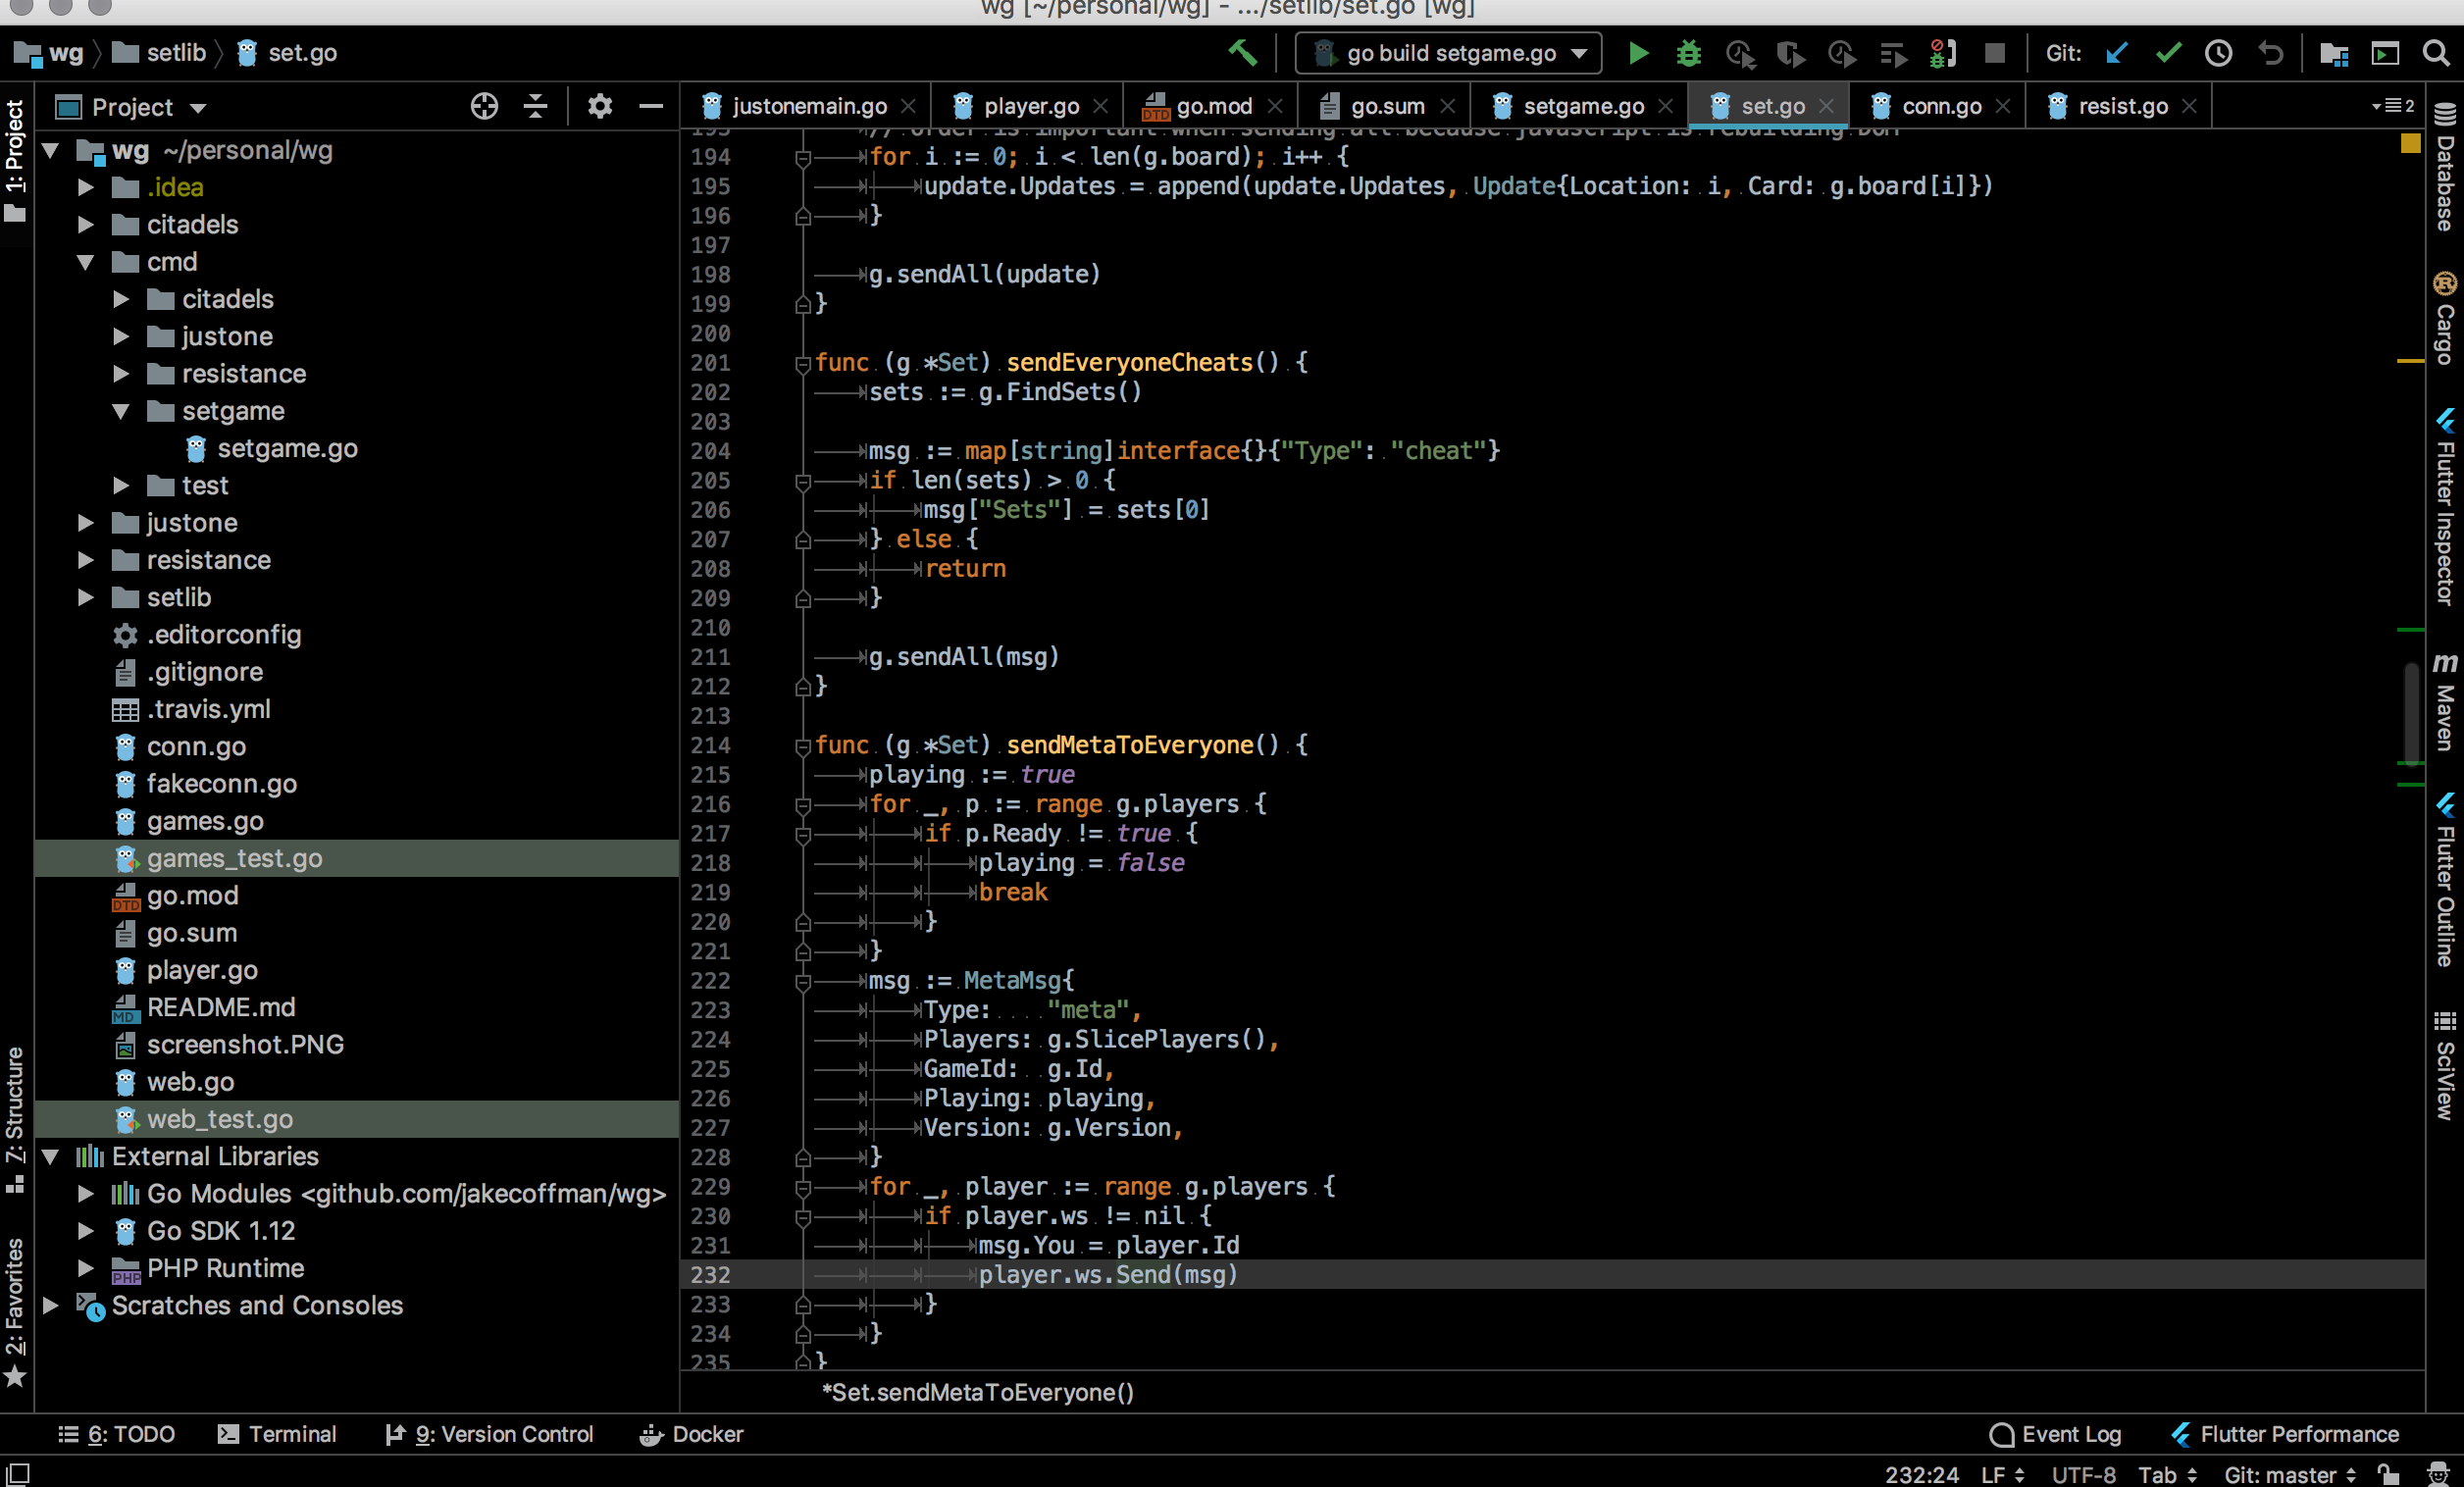 wg [~/personal/wg] - .../setlib/set.go [wg]
wg setlib set.go
go build setgame.go Git:
1: Project
7: Structure
2: Favorites
Project
wg ~/personal/wg
.idea
citadels
cmd
citadels
justone
resistance
setgame
setgame.go
test
justone
resistance
setlib
.editorconfig
.gitignore
.travis.yml
conn.go
fakeconn.go
games.go
games_test.go
go.mod
go.sum
player.go
README.md
screenshot.PNG
web.go
web_test.go
External Libraries
Go Modules <github.com/jakecoffman/wg>
Go SDK 1.12
PHP Runtime
Scratches and Consoles
justonemain.go player.go go.mod go.sum setgame.go set.go conn.go resist.go 2
193 // order is important when sending all because javascript is rebuilding DOM
194 for i := 0; i < len(g.board); i++ {
195 update.Updates = append(update.Updates, Update{Location: i, Card: g.board[i]})
196 }
197
198 g.sendAll(update)
199 }
200
201 func (g *Set) sendEveryoneCheats() {
202 sets := g.FindSets()
203
204 msg := map[string]interface{}{"Type": "cheat"}
205 if len(sets) > 0 {
206 msg["Sets"] = sets[0]
207 } else {
208 return
209 }
210
211 g.sendAll(msg)
212 }
213
214 func (g *Set) sendMetaToEveryone() {
215 playing := true
216 for _, p := range g.players {
217 if p.Ready != true {
218 playing = false
219 break
220 }
221 }
222 msg := MetaMsg{
223 Type:    "meta",
224 Players: g.SlicePlayers(),
225 GameId:  g.Id,
226 Playing: playing,
227 Version: g.Version,
228 }
229 for _, player := range g.players {
230 if player.ws != nil {
231 msg.You = player.Id
232 player.ws.Send(msg)
233 }
234 }
235 }
*Set.sendMetaToEveryone()
Database
Cargo
Flutter Inspector
m Maven
Flutter Outline
SciView
6: TODO Terminal 9: Version Control Docker Event Log Flutter Performance
232:24 LF UTF-8 Tab Git: master